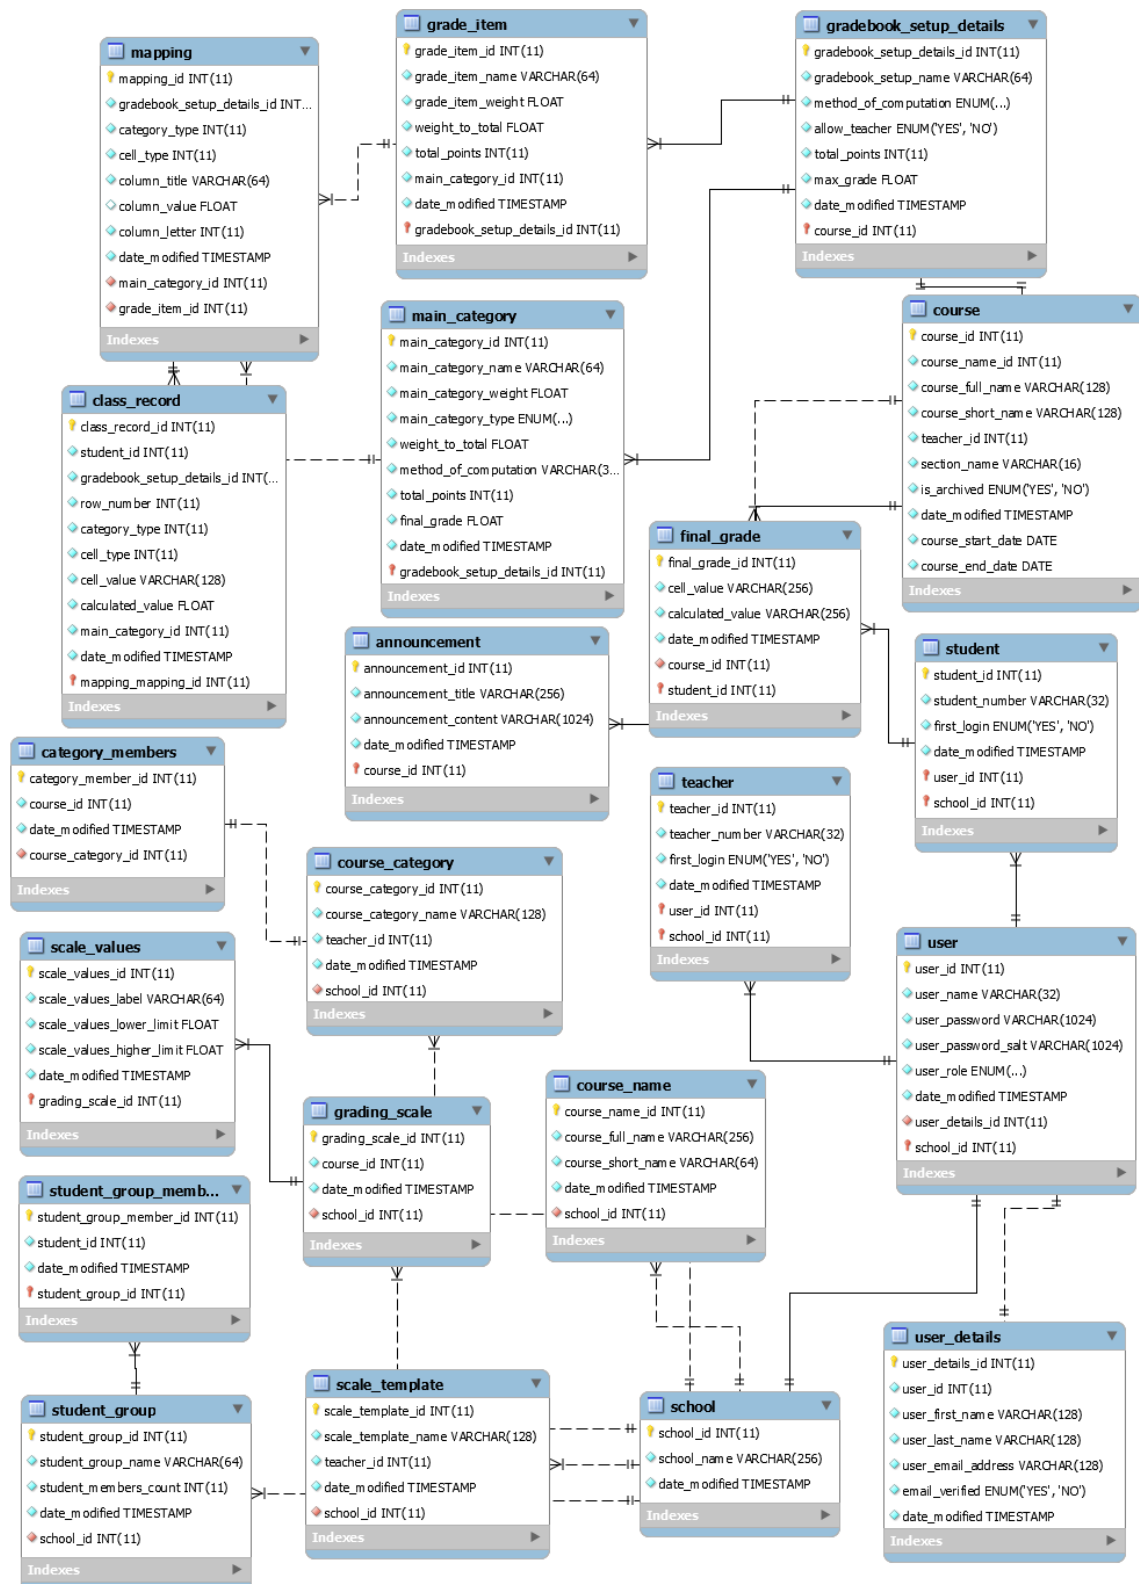 mapping
mapping_id INT(11)
gradebook_setup_details_id INT...
category_type INT(11)
cell_type INT(11)
column_title VARCHAR(64)
column_value FLOAT
column_letter INT(11)
date_modified TIMESTAMP
main_category_id INT(11)
grade_item_id INT(11)
Indexes
grade_item
grade_item_id INT(11)
grade_item_name VARCHAR(64)
grade_item_weight FLOAT
weight_to_total FLOAT
total_points INT(11)
main_category_id INT(11)
date_modified TIMESTAMP
gradebook_setup_details_id INT(11)
Indexes
gradebook_setup_details
gradebook_setup_details_id INT(11)
gradebook_setup_name VARCHAR(64)
method_of_computation ENUM(...)
allow_teacher ENUM('YES', 'NO')
total_points INT(11)
max_grade FLOAT
date_modified TIMESTAMP
course_id INT(11)
Indexes
main_category
main_category_id INT(11)
main_category_name VARCHAR(64)
main_category_weight FLOAT
main_category_type ENUM(...)
weight_to_total FLOAT
method_of_computation VARCHAR(3...
total_points INT(11)
final_grade FLOAT
date_modified TIMESTAMP
gradebook_setup_details_id INT(11)
Indexes
course
course_id INT(11)
course_name_id INT(11)
course_full_name VARCHAR(128)
course_short_name VARCHAR(128)
teacher_id INT(11)
section_name VARCHAR(16)
is_archived ENUM('YES', 'NO')
date_modified TIMESTAMP
course_start_date DATE
course_end_date DATE
Indexes
class_record
class_record_id INT(11)
student_id INT(11)
gradebook_setup_details_id INT(...
row_number INT(11)
category_type INT(11)
cell_type INT(11)
cell_value VARCHAR(128)
calculated_value FLOAT
main_category_id INT(11)
date_modified TIMESTAMP
mapping_mapping_id INT(11)
Indexes
final_grade
final_grade_id INT(11)
cell_value VARCHAR(256)
calculated_value VARCHAR(256)
date_modified TIMESTAMP
course_id INT(11)
student_id INT(11)
Indexes
announcement
announcement_id INT(11)
announcement_title VARCHAR(256)
announcement_content VARCHAR(1024)
date_modified TIMESTAMP
course_id INT(11)
Indexes
student
student_id INT(11)
student_number VARCHAR(32)
first_login ENUM('YES', 'NO')
date_modified TIMESTAMP
user_id INT(11)
school_id INT(11)
Indexes
category_members
category_member_id INT(11)
course_id INT(11)
date_modified TIMESTAMP
course_category_id INT(11)
Indexes
teacher
teacher_id INT(11)
teacher_number VARCHAR(32)
first_login ENUM('YES', 'NO')
date_modified TIMESTAMP
user_id INT(11)
school_id INT(11)
Indexes
course_category
course_category_id INT(11)
course_category_name VARCHAR(128)
teacher_id INT(11)
date_modified TIMESTAMP
school_id INT(11)
Indexes
scale_values
scale_values_id INT(11)
scale_values_label VARCHAR(64)
scale_values_lower_limit FLOAT
scale_values_higher_limit FLOAT
date_modified TIMESTAMP
grading_scale_id INT(11)
Indexes
user
user_id INT(11)
user_name VARCHAR(32)
user_password VARCHAR(1024)
user_password_salt VARCHAR(1024)
user_role ENUM(...)
date_modified TIMESTAMP
user_details_id INT(11)
school_id INT(11)
Indexes
grading_scale
grading_scale_id INT(11)
course_id INT(11)
date_modified TIMESTAMP
school_id INT(11)
Indexes
course_name
course_name_id INT(11)
course_full_name VARCHAR(256)
course_short_name VARCHAR(64)
date_modified TIMESTAMP
school_id INT(11)
Indexes
student_group_memb...
student_group_member_id INT(11)
student_id INT(11)
date_modified TIMESTAMP
student_group_id INT(11)
Indexes
user_details
user_details_id INT(11)
user_id INT(11)
user_first_name VARCHAR(128)
user_last_name VARCHAR(128)
user_email_address VARCHAR(128)
email_verified ENUM('YES', 'NO')
date_modified TIMESTAMP
Indexes
student_group
student_group_id INT(11)
student_group_name VARCHAR(64)
student_members_count INT(11)
date_modified TIMESTAMP
school_id INT(11)
Indexes
scale_template
scale_template_id INT(11)
scale_template_name VARCHAR(128)
teacher_id INT(11)
date_modified TIMESTAMP
school_id INT(11)
Indexes
school
school_id INT(11)
school_name VARCHAR(256)
date_modified TIMESTAMP
Indexes